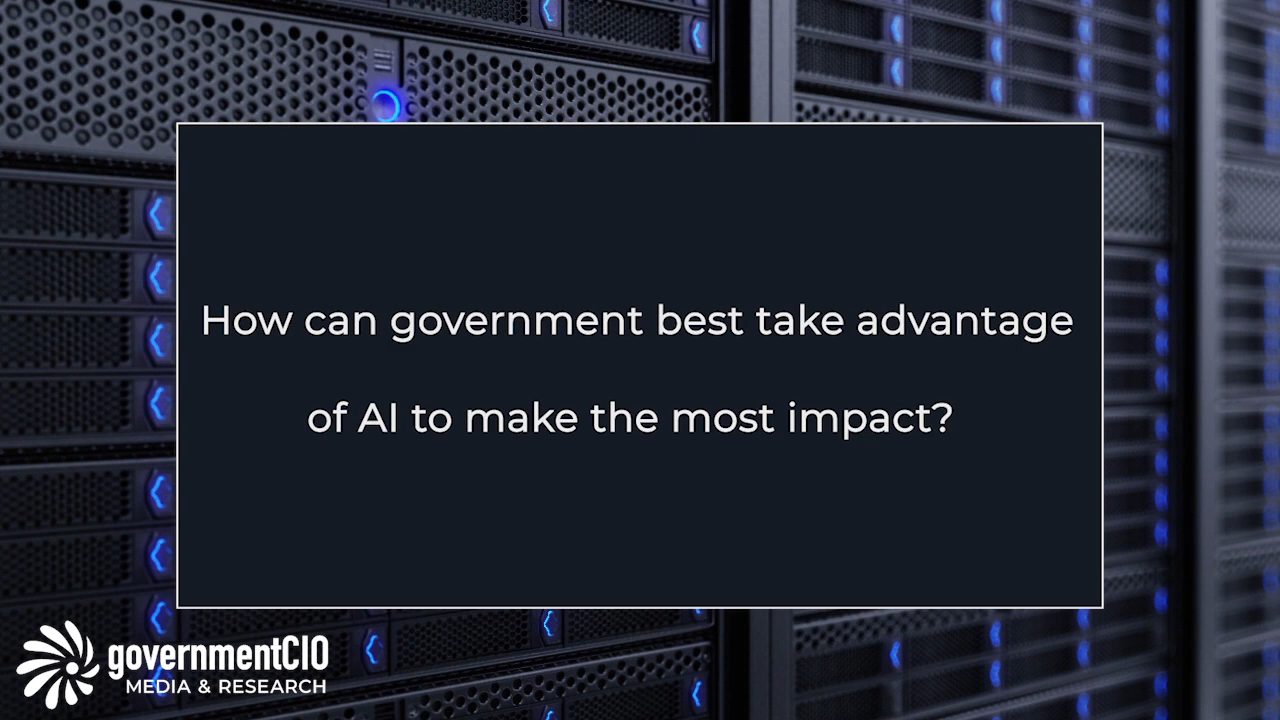 How can government best take advantage
of AI to make the most impact?
governmentCIO
MEDIA & RESEARCH